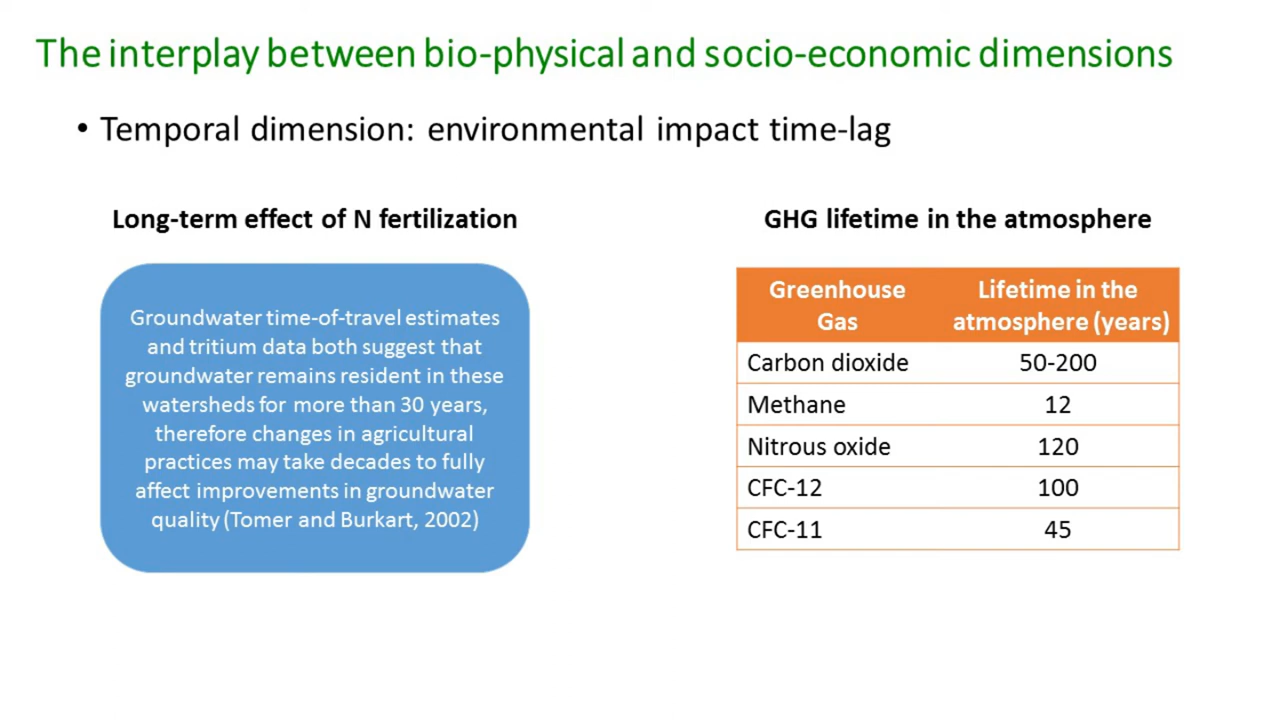 The interplay between bio-physical and socio-economic dimensions
• Temporal dimension: environmental impact time-lag
Long-term effect of N fertilization
Groundwater time-of-travel estimates
and tritium data both suggest that
groundwater remains resident in these
watersheds for more than 30 years,
therefore changes in agricultural
practices may take decades to fully
affect improvements in groundwater
quality (Tomer and Burkart, 2002)
GHG lifetime in the atmosphere
Greenhouse Gas Lifetime in the atmosphere (years)
Carbon dioxide 50-200
Methane 12
Nitrous oxide 120
CFC-12 100
CFC-11 45